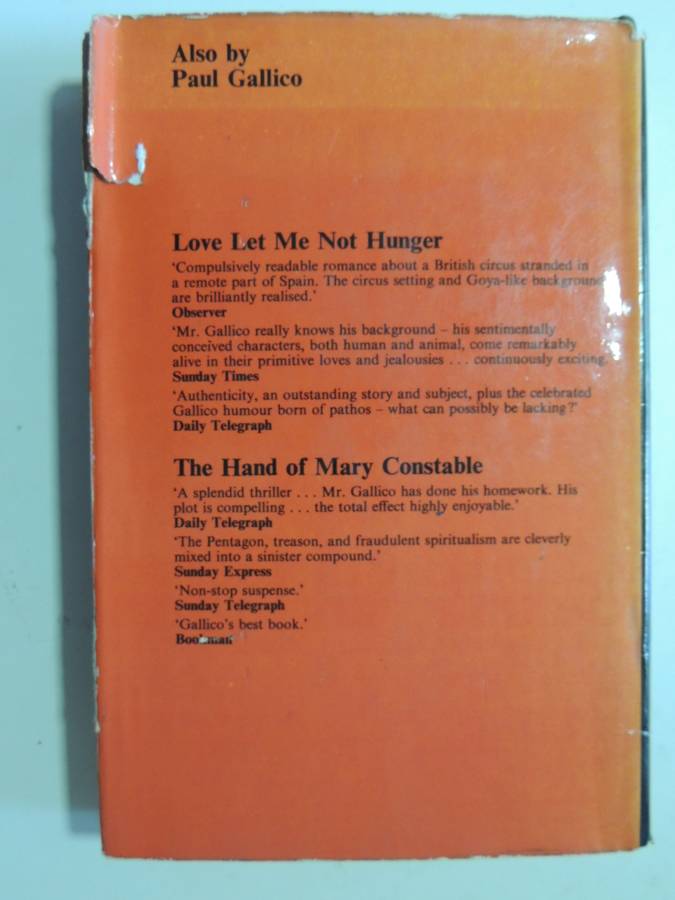 Also by
Paul Gallico
Love Let Me Not Hunger
'Compulsively readable romance about a British circus stranded in
a remote part of Spain. The circus setting and Goya-like background
are brilliantly realised.'
Observer
'Mr. Gallico really knows his background – his sentimentally
conceived characters, both human and animal, come remarkably
alive in their primitive loves and jealousies . . . continuously exciting.
Sunday Times
'Authenticity, an outstanding story and subject, plus the celebrated
Gallico humour born of pathos – what can possibly be lacking?'
Daily Telegraph
The Hand of Mary Constable
'A splendid thriller . . . Mr. Gallico has done his homework. His
plot is compelling . . . the total effect highly enjoyable.'
Daily Telegraph
'The Pentagon, treason, and fraudulent spiritualism are cleverly
mixed into a sinister compound.'
Sunday Express
'Non-stop suspense.'
Sunday Telegraph
'Gallico's best book.'
Bookman